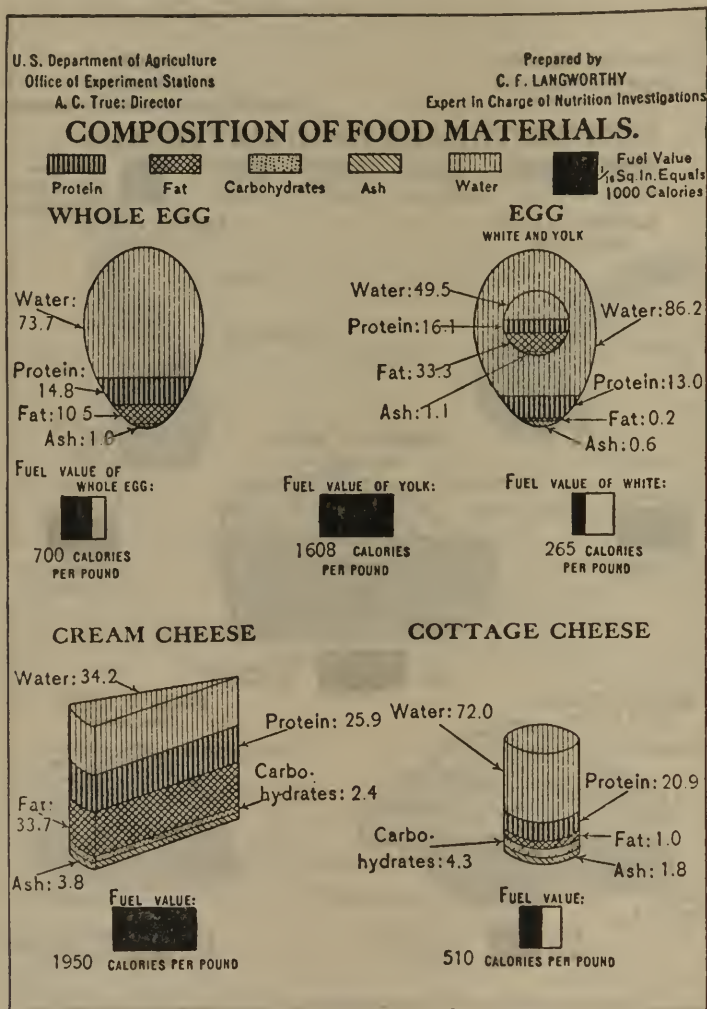 U. S. Department of Agriculture
Office of Experiment Stations
A. C. True: Director
Prepared by
C. F. LANGWORTHY
Expert in Charge of Nutrition Investigations
COMPOSITION OF FOOD MATERIALS.
Protein
Fat
Carbohydrates
Ash
Water
Fuel Value
1/16 Sq. In. Equals
1000 Calories
WHOLE EGG
Water:
73.7
Protein:
14.8
Fat: 10 5
Ash: 1.0
EGG
WHITE AND YOLK
Water: 49.5
Protein: 16.1
Fat: 33.3
Ash:
1.1
Water: 86.2
Protein: 13.0
Fat: 0.2
Ash: 0.6
FUEL VALUE OF
WHOLE EGG:
700 CALORIES
PER POUND
FUEL VALUE OF YOLK:
1608 CALORIES
PER POUND
FUEL VALUE OF WHITE:
265 CALORIES
PER POUND
CREAM CHEESE
Water: 34.2
Protein: 25.9
Carbo-
hydrates: 2.4
Fat:
33.7
Ash: 3.8
FUEL VALUE:
1950 CALORIES PER POUND
COTTAGE CHEESE
Water: 72.0
Protein: 20.9
Carbo-
hydrates: 4.3
Fat: 1.0
Ash: 1.8
FUEL VALUE:
510 CALORIES PER POUND